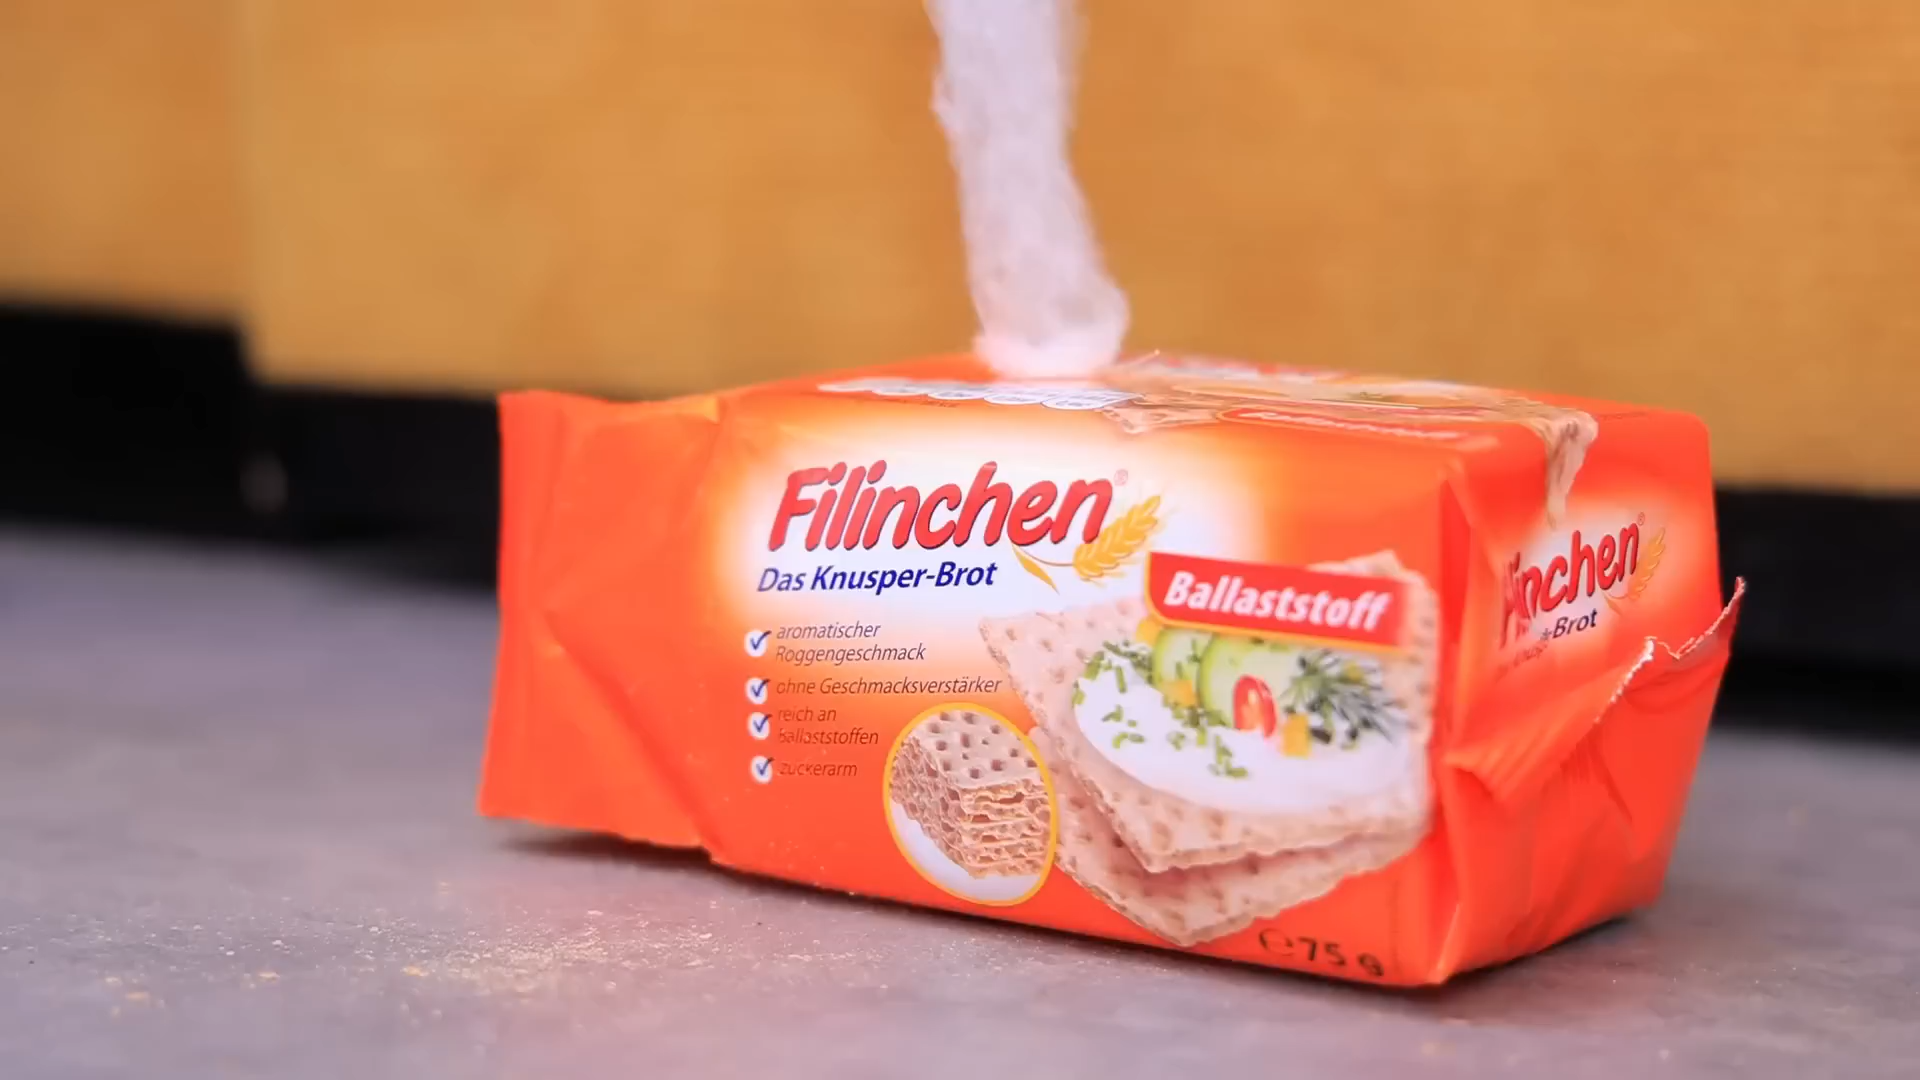 Filinchen®
Das Knusper-Brot
Ballaststoff
aromatischer
Roggengeschmack
ohne Geschmacksverstärker
reich an
Ballaststoffen
zuckerarm
℮75 g
Filinchen®
-Brot